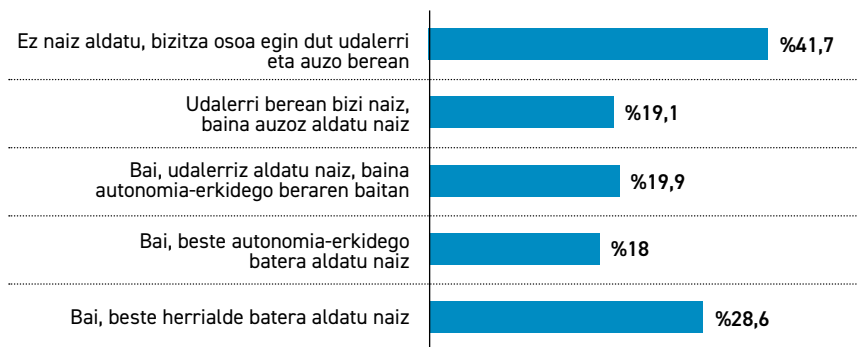 Ez naiz aldatu, bizitza osoa egin dut udalerri
eta auzo berean
%41,7
Udalerri berean bizi naiz,
baina auzoz aldatu naiz
%19,1
Bai, udalerriz aldatu naiz, baina
autonomia-erkidego beraren baitan
%19,9
Bai, beste autonomia-erkidego
batera aldatu naiz
%18
Bai, beste herrialde batera aldatu naiz
%28,6